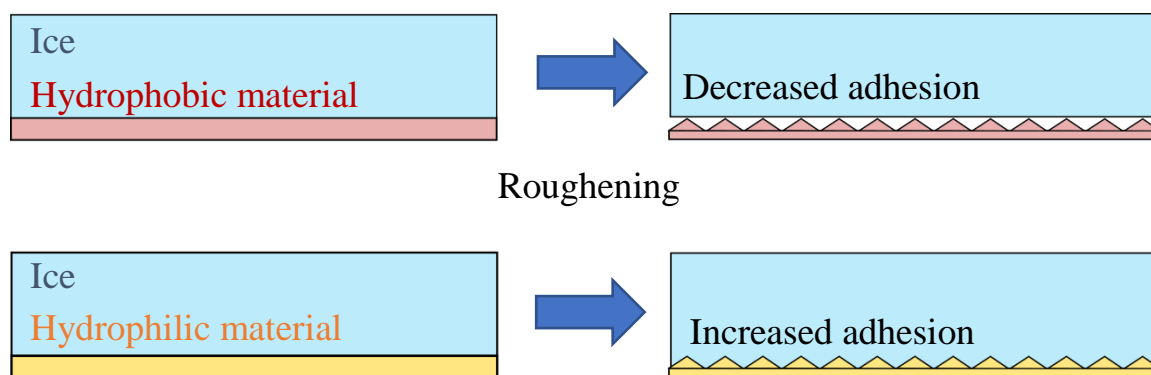 Ice
Hydrophobic material
Decreased adhesion
Roughening
Ice
Hydrophilic material
Increased adhesion